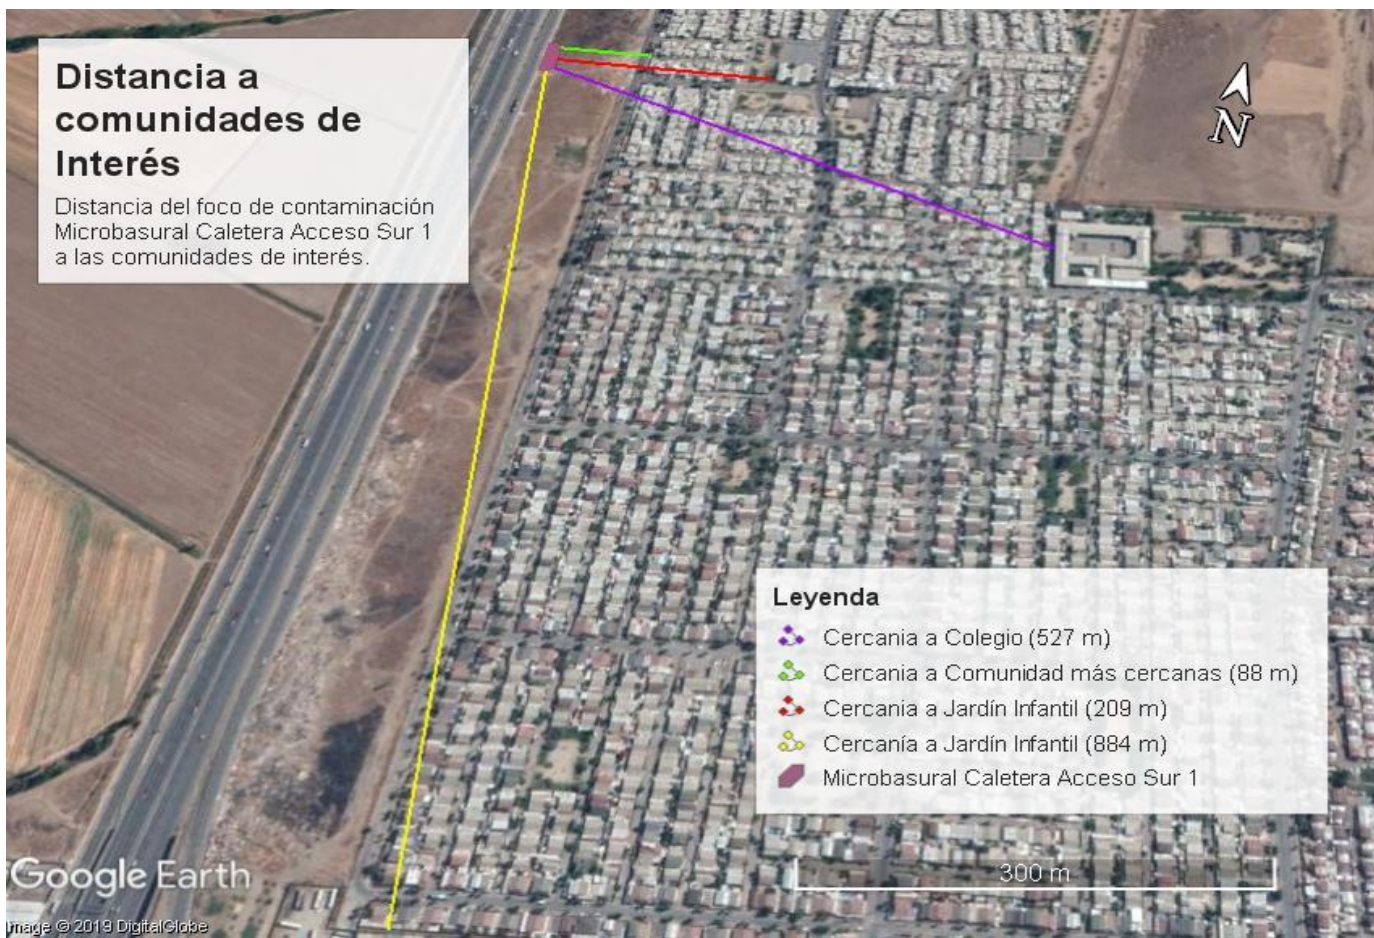 Distancia a
comunidades de
Interés
Distancia del foco de contaminación
Microbasural Caletera Acceso Sur 1
a las comunidades de interés.
N
Leyenda
Cercania a Colegio (527 m)
Cercania a Comunidad más cercanas (88 m)
Cercania a Jardín Infantil (209 m)
Cercanía a Jardín Infantil (884 m)
Microbasural Caletera Acceso Sur 1
300 m
Google Earth
Image © 2019 DigitalGlobe